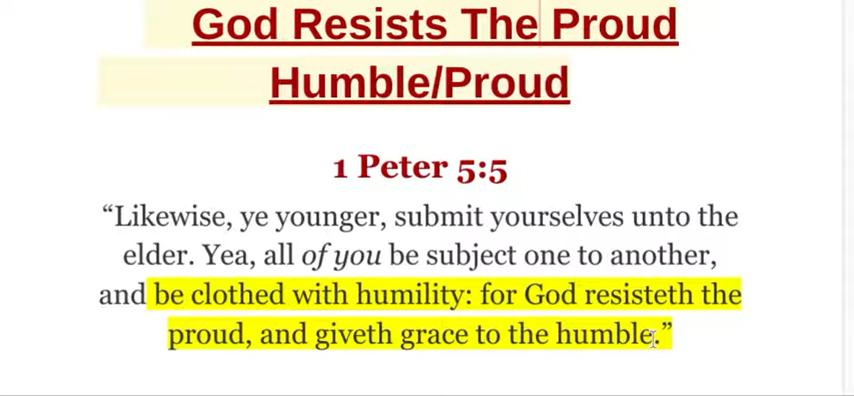 God Resists The Proud
Humble/Proud
1 Peter 5:5
“Likewise, ye younger, submit yourselves unto the
elder. Yea, all of you be subject one to another,
and be clothed with humility: for God resisteth the
proud, and giveth grace to the humble.”